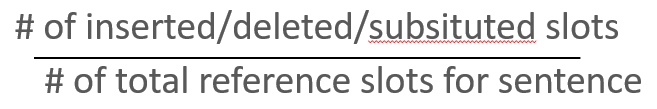 # of inserted/deleted/subsituted slots
# of total reference slots for sentence